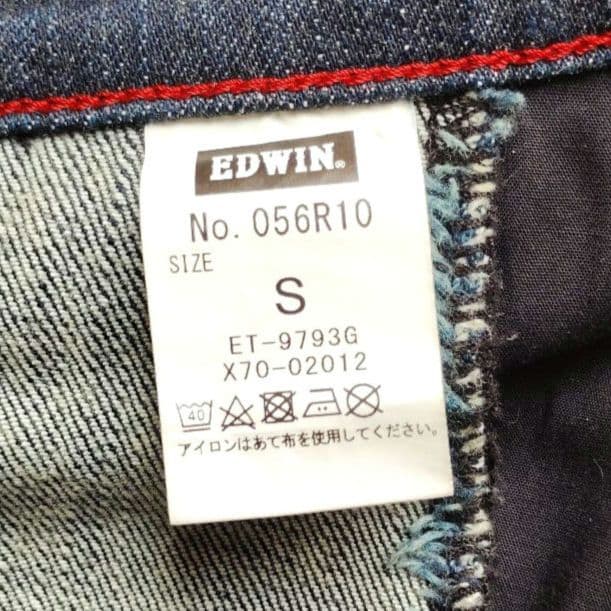 EDWIN®
No. 056R10
SIZE
S
ET-9793G
X70-02012
40
アイロンはあて布を使用してください。